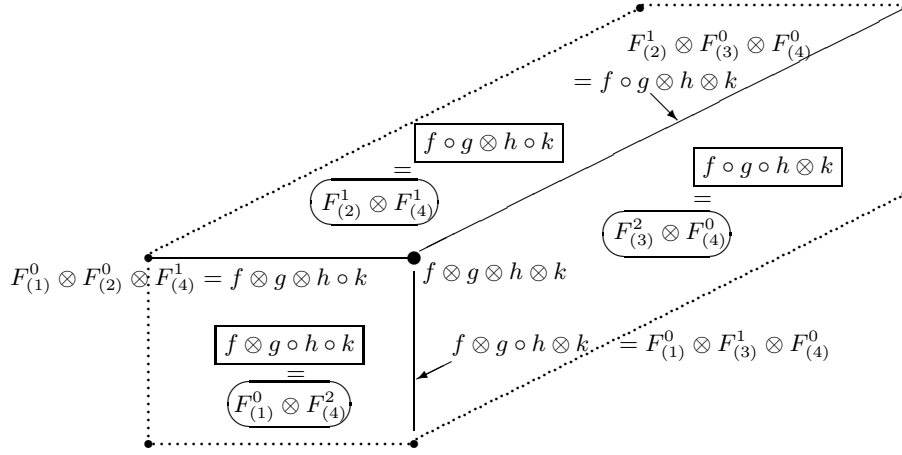 F^1_{(2)} ⊗ F^0_{(3)} ⊗ F^0_{(4)}
= f ∘ g ⊗ h ⊗ k
f ∘ g ⊗ h ∘ k
=
F^1_{(2)} ⊗ F^1_{(4)}
f ∘ g ∘ h ⊗ k
=
F^2_{(3)} ⊗ F^0_{(4)}
F^0_{(1)} ⊗ F^0_{(2)} ⊗ F^1_{(4)} = f ⊗ g ⊗ h ∘ k
f ⊗ g ⊗ h ⊗ k
f ⊗ g ∘ h ∘ k
=
F^0_{(1)} ⊗ F^2_{(4)}
f ⊗ g ∘ h ⊗ k = F^0_{(1)} ⊗ F^1_{(3)} ⊗ F^0_{(4)}